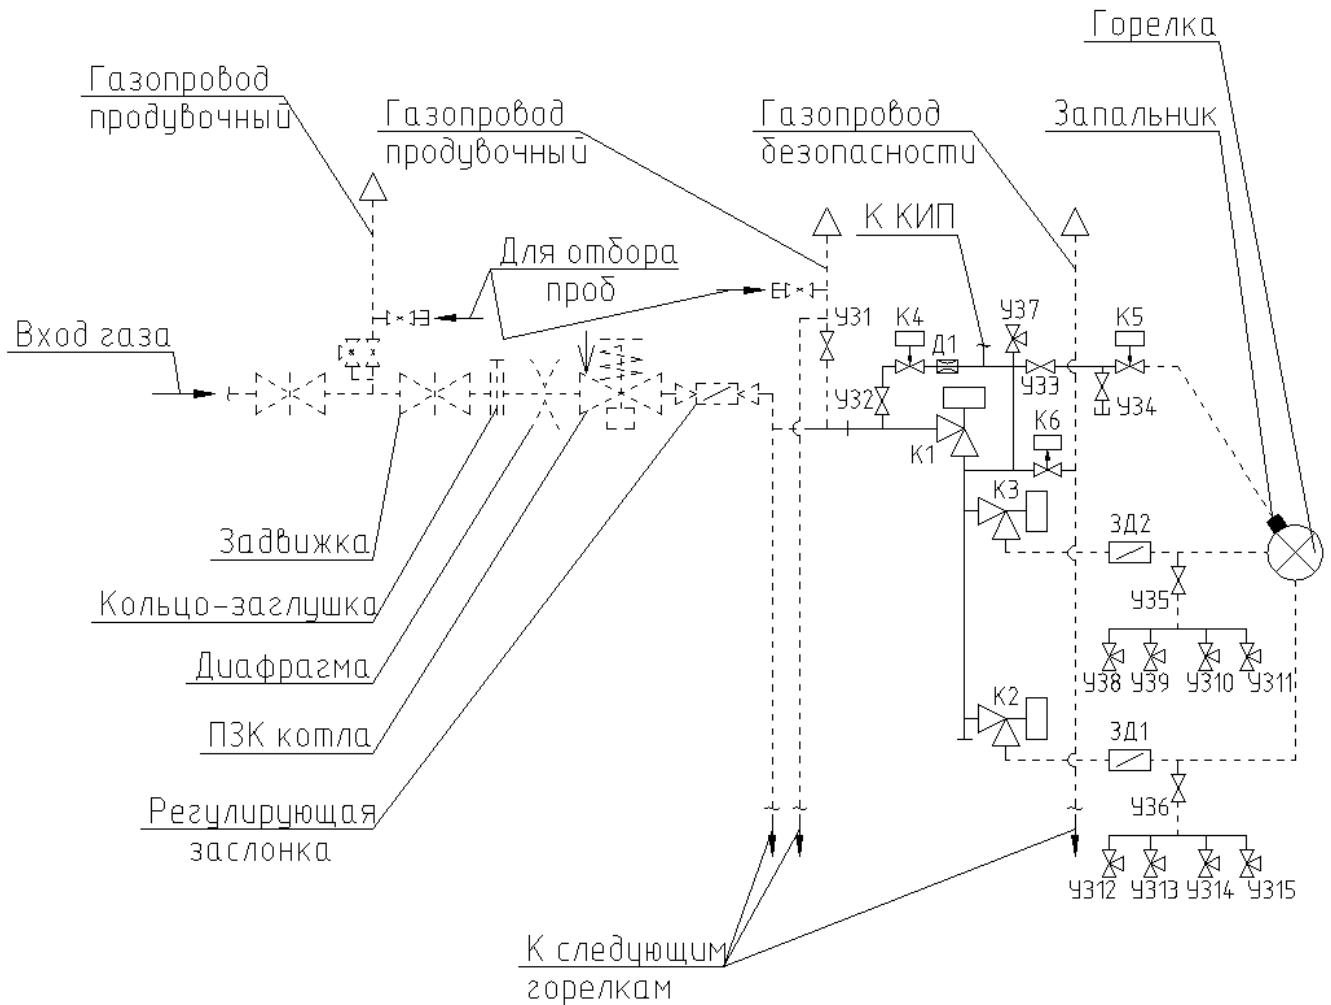 Горелка
Газопровод
продувочный
Газопровод
продувочный
Газопровод
безопасности
Запальник
К КИП
Для отбора
проб
Вход газа
УЗ1
К4
Д1
УЗ7
К5
УЗ2
УЗ3
УЗ4
К1
К6
К3
ЗД2
Задвижка
Кольцо-заглушка
УЗ5
Диафрагма
УЗ8
УЗ9
УЗ10
УЗ11
К2
ПЗК котла
ЗД1
Регулирующая
заслонка
УЗ6
УЗ12
УЗ13
УЗ14
УЗ15
К следующим
горелкам